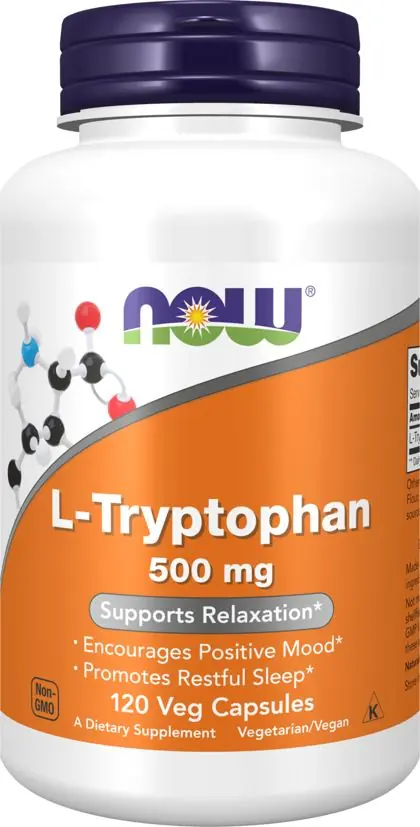 NOW®
L-Tryptophan
500 mg
Supports Relaxation*
· Encourages Positive Mood*
· Promotes Restful Sleep*
120 Veg Capsules
Non-
GMO
A Dietary Supplement Vegetarian/Vegan
K